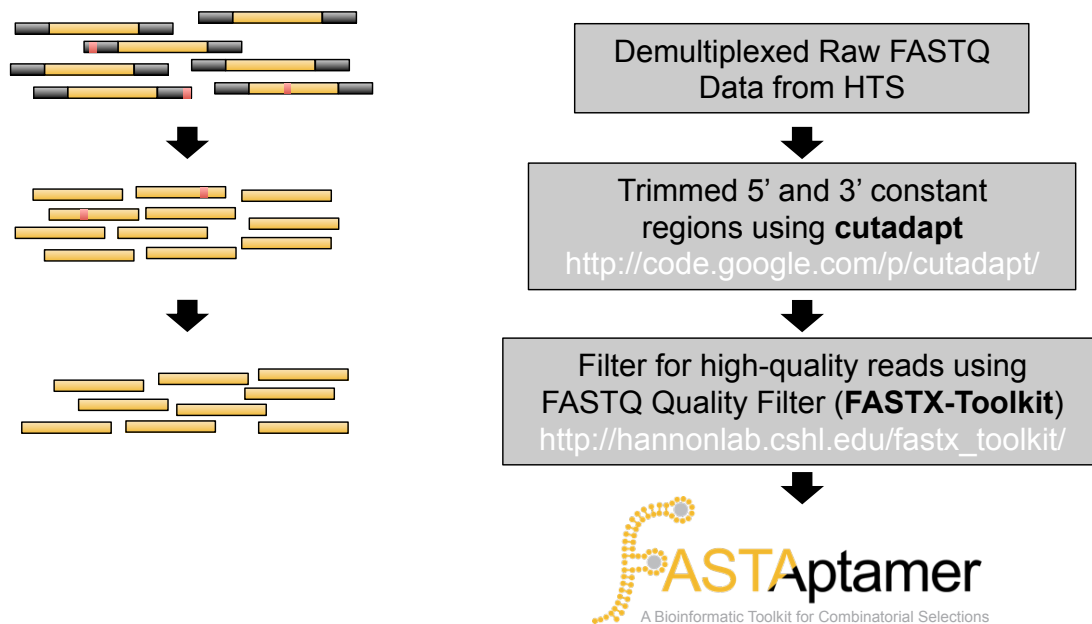 Demultiplexed Raw FASTQ
Data from HTS
Trimmed 5’ and 3’ constant
regions using cutadapt
http://code.google.com/p/cutadapt/
Filter for high-quality reads using
FASTQ Quality Filter (FASTX-Toolkit)
http://hannonlab.cshl.edu/fastx_toolkit/
FASTAptamer
A Bioinformatic Toolkit for Combinatorial Selections